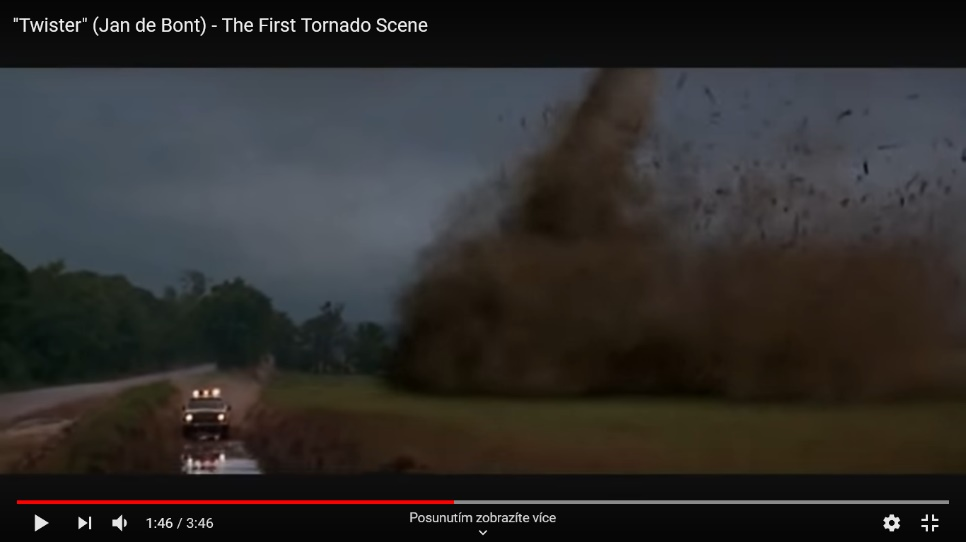 "Twister" (Jan de Bont) - The First Tornado Scene
1:46 / 3:46
Posunutím zobrazíte více